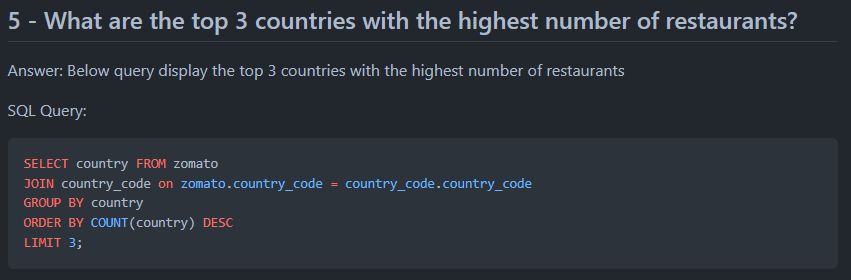 5 - What are the top 3 countries with the highest number of restaurants?
Answer: Below query display the top 3 countries with the highest number of restaurants
SQL Query:
SELECT country FROM zomato
JOIN country_code on zomato.country_code = country_code.country_code
GROUP BY country
ORDER BY COUNT(country) DESC
LIMIT 3;